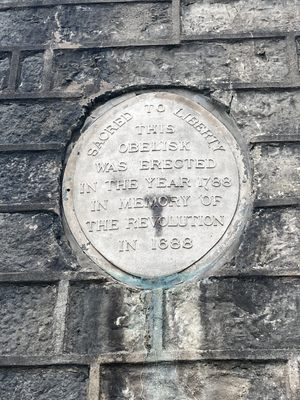 SACRED TO LIBERTY
THIS
OBELISK
WAS ERECTED
IN THE YEAR 1788
IN MEMORY OF
THE REVOLUTION
IN 1688